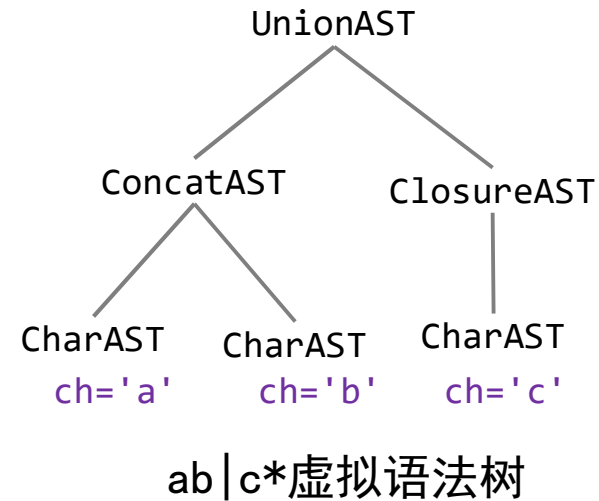 UnionAST
ConcatAST ClosureAST
CharAST CharAST CharAST
ch='a' ch='b' ch='c'
ab|c*虚拟语法树